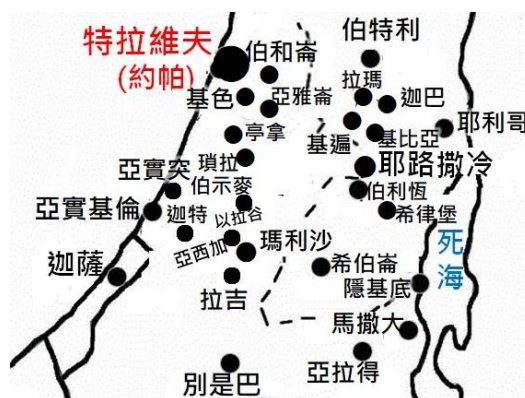 特拉維夫
(約帕)
伯和崙
伯特利
基色
亞雅崙
拉瑪
迦巴
亭拿
基遍
基比亞
耶利哥
亞實突
瑣拉
耶路撒冷
伯示麥
伯利恆
亞實基倫
迦特
以拉谷
希律堡
亞西加
瑪利沙
死海
迦薩
希伯崙
隱基底
拉吉
馬撒大
別是巴
亞拉得